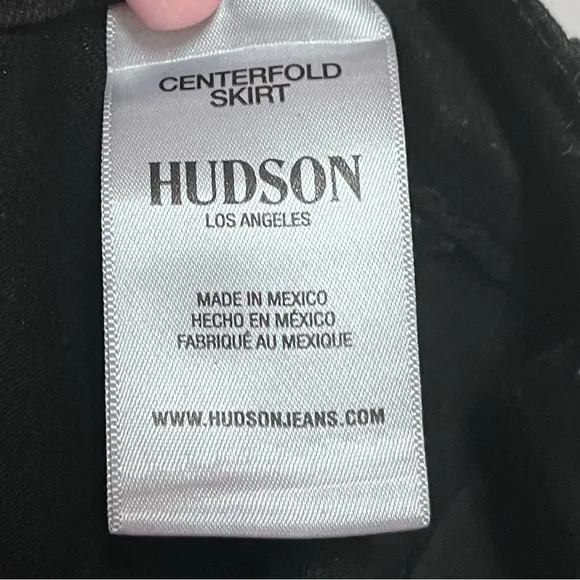 CENTERFOLD
SKIRT
HUDSON
LOS ANGELES
MADE IN MEXICO
HECHO EN MÉXICO
FABRIQUÉ AU MEXIQUE
WWW.HUDSONJEANS.COM